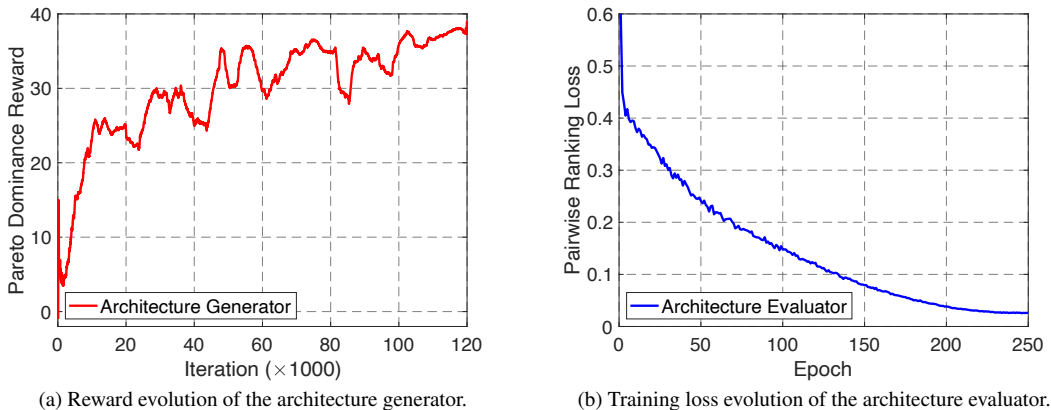 40
30
20
10
0
Pareto Dominance Reward
Architecture Generator
0 20 40 60 80 100 120
Iteration (×1000)
(a) Reward evolution of the architecture generator.
0.6
0.5
0.4
0.3
0.2
0.1
0
Pairwise Ranking Loss
Architecture Evaluator
0 50 100 150 200 250
Epoch
(b) Training loss evolution of the architecture evaluator.